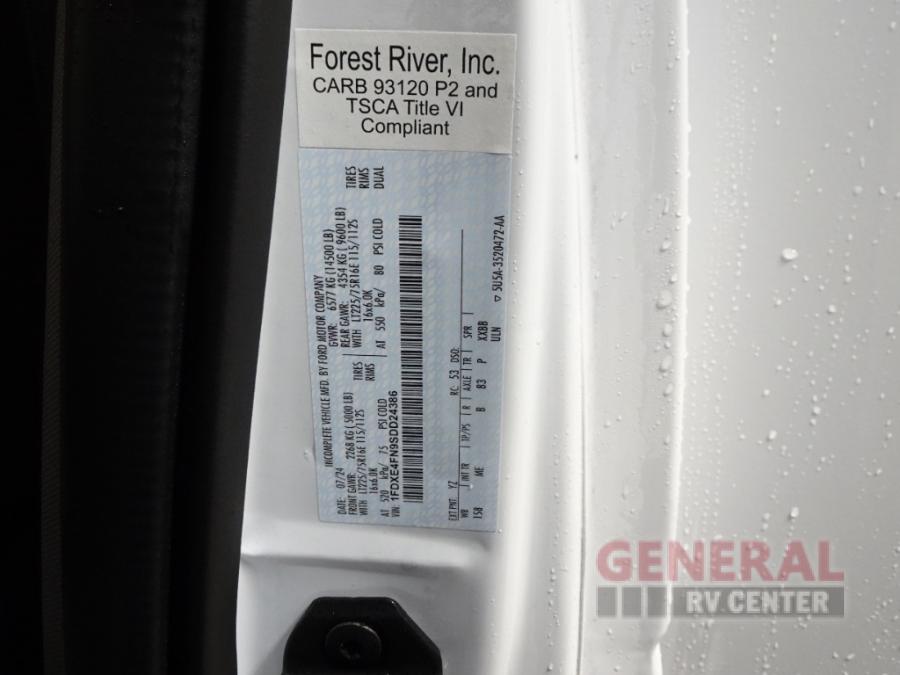 Forest River, Inc.
CARB 93120 P2 and
TSCA Title VI
Compliant
INCOMPLETE VEHICLE MFD. BY FORD MOTOR COMPANY
DATE: 07/24 GVWR: 6577 KG (14500 LB)
FRONT GAWR: 2268 KG (5000 LB) REAR GAWR: 4354 KG (9600 LB)
WITH LT225/75R16E 115/112S TIRES WITH LT225/75R16E 115/112S TIRES
16x6.0K RIMS 16x6.0K RIMS
AT 520 kPa/ 75 PSI COLD AT 550 kPa/ 80 PSI COLD DUAL
VIN: 1FDXE4FN9SDD24386
EXT PNT: YZ RC: 53 DSO:
WB INT TR TP/PS R AXLE TR SPR
158 ME B 83 P XXBB
ULN
▽ 5U5A-3520472-AA
GENERAL
RV CENTER